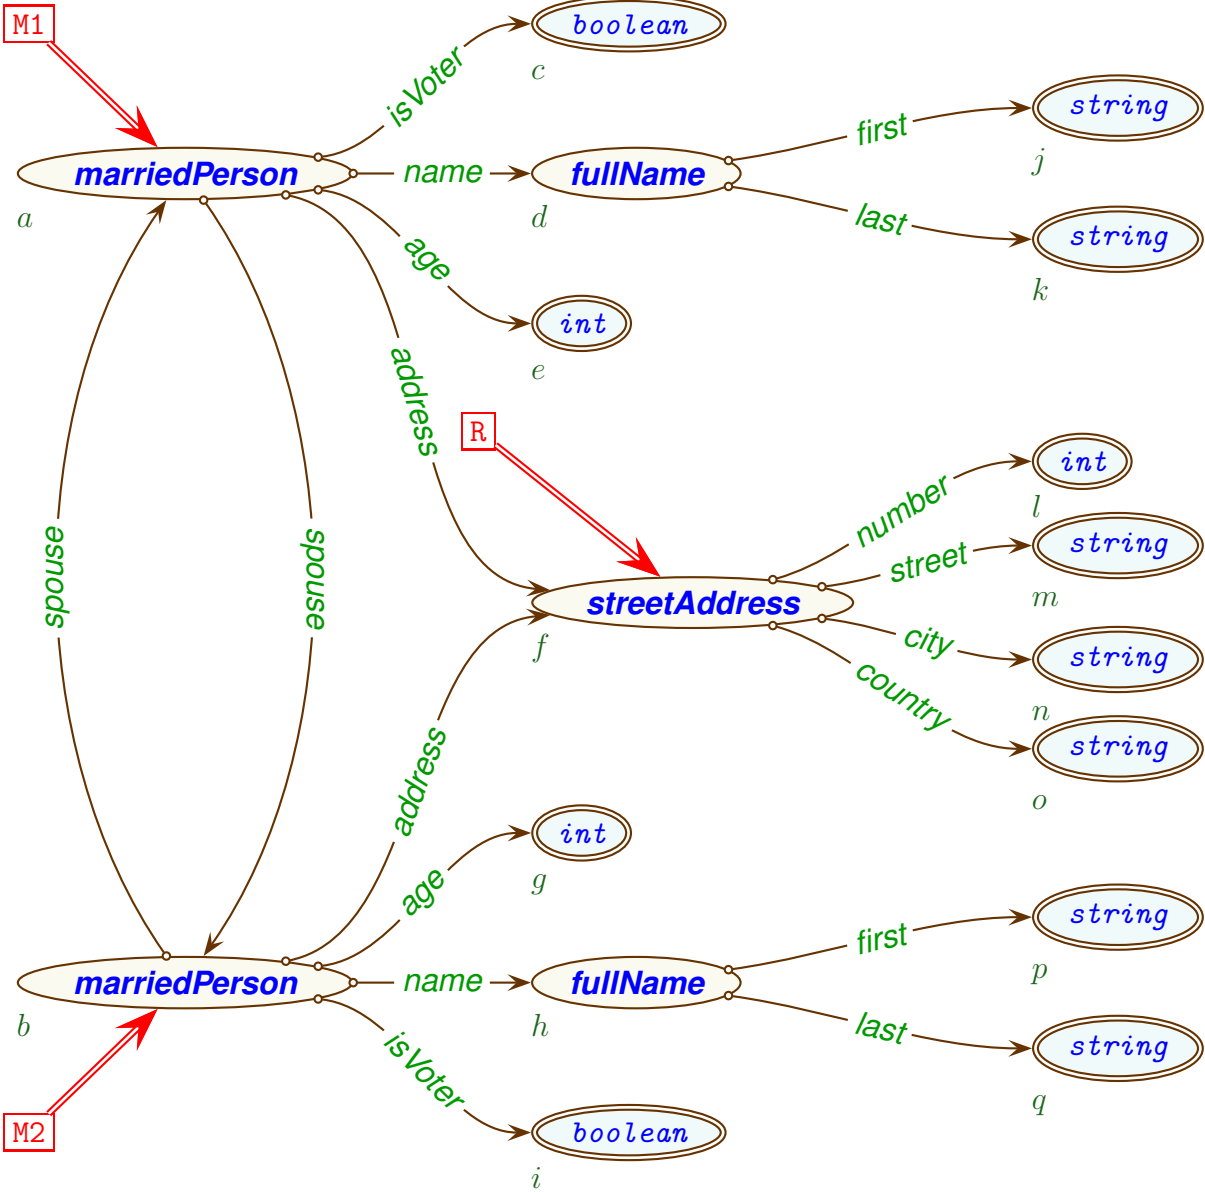 M1
boolean
isVoter
c
string
first
marriedPerson
name
fullName
j
a
d
last
string
age
k
int
e
address
R
number
int
l
street
string
spouse
spouse
streetAddress
m
f
city
string
country
n
string
address
o
int
age
g
first
string
marriedPerson
name
fullName
p
b
h
last
string
isVoter
q
M2
boolean
i